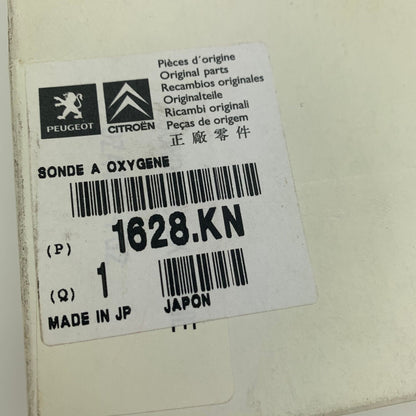 Pièces d'origine
Original parts
Recambios originales
Originalteile
Ricambi originali
Peças de origem
正廠零件
PEUGEOT
CITROËN
SONDE A OXYGENE
(P) 1628.KN
(Q) 1
MADE IN JP JAPON